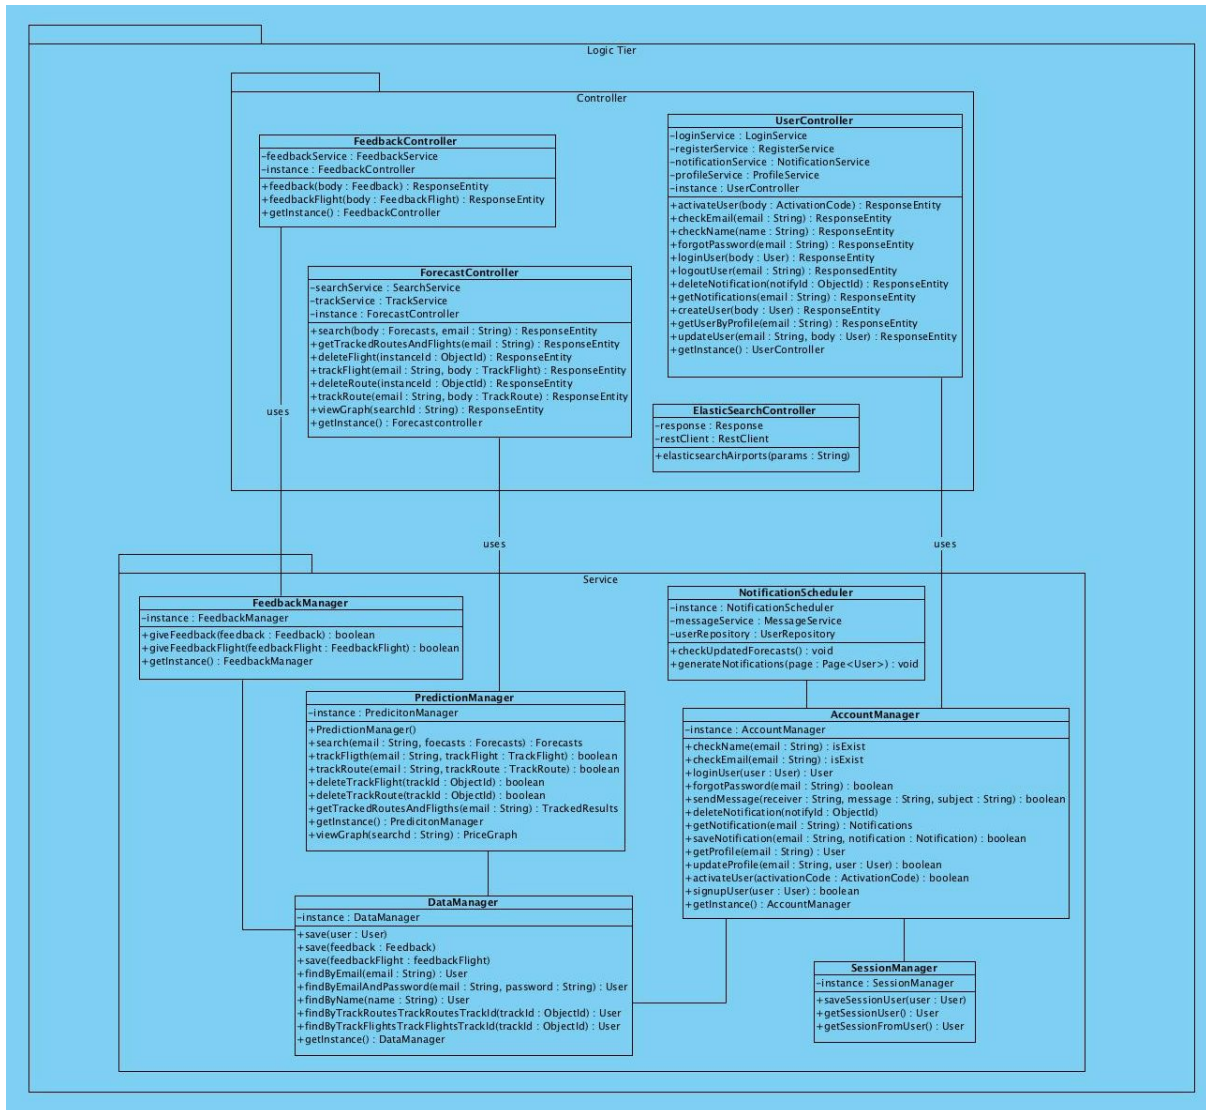 Logic Tier
Controller
FeedbackController
-feedbackService : FeedbackService
-instance : FeedbackController
+feedback(body : Feedback) : ResponseEntity
+feedbackFlight(body : FeedbackFlight) : ResponseEntity
+getInstance() : FeedbackController
UserController
-loginService : LoginService
-registerService : RegisterService
-notificationService : NotificationService
-profileService : ProfileService
-instance : UserController
+activateUser(body : ActivationCode) : ResponseEntity
+checkEmail(email : String) : ResponseEntity
+checkName(name : String) : ResponseEntity
+forgotPassword(email : String) : ResponseEntity
+loginUser(body : User) : ResponseEntity
+logoutUser(email : String) : ResponsedEntity
+deleteNotification(notifyId : ObjectId) : ResponseEntity
+getNotifications(email : String) : ResponseEntity
+createUser(body : User) : ResponseEntity
+getUserByProfile(email : String) : ResponseEntity
+updateUser(email : String, body : User) : ResponseEntity
+getInstance() : UserController
ForecastController
-searchService : SearchService
-trackService : TrackService
-instance : ForecastController
+search(body : Forecasts, email : String) : ResponseEntity
+getTrackedRoutesAndFlights(email : String) : ResponseEntity
+deleteFlight(instanceId : ObjectId) : ResponseEntity
+trackFlight(email : String, body : TrackFlight) : ResponseEntity
+deleteRoute(instanceId : ObjectId) : ResponseEntity
+trackRoute(email : String, body : TrackRoute) : ResponseEntity
+viewGraph(searchId : String) : ResponseEntity
+getInstance() : Forecastcontroller
ElasticSearchController
-response : Response
-restClient : RestClient
+elasticsearchAirports(params : String)
uses
uses
uses
Service
FeedbackManager
-instance : FeedbackManager
+giveFeedback(feedback : Feedback) : boolean
+giveFeedbackFlight(feedbackFlight : FeedbackFlight) : boolean
+getInstance() : FeedbackManager
NotificationScheduler
-instance : NotificationScheduler
-messageService : MessageService
-userRepository : UserRepository
+checkUpdatedForecasts() : void
+generateNotifications(page : Page<User>) : void
PredictionManager
-instance : PredicitonManager
+PredictionManager()
+search(email : String, foecasts : Forecasts) : Forecasts
+trackFligth(email : String, trackFlight : TrackFlight) : boolean
+trackRoute(email : String, trackRoute : TrackRoute) : boolean
+deleteTrackFlight(trackId : ObjectId) : boolean
+deleteTrackRoute(trackId : ObjectId) : boolean
+getTrackedRoutesAndFligths(email : String) : TrackedResults
+getInstance() : PredicitonManager
+viewGraph(searchd : String) : PriceGraph
AccountManager
-instance : AccountManager
+checkName(email : String) : isExist
+checkEmail(email : String) : isExist
+loginUser(user : User) : User
+forgotPassword(email : String) : boolean
+sendMessage(receiver : String, message : String, subject : String) : boolean
+deleteNotification(notifyId : ObjectId)
+getNotification(email : String) : Notifications
+saveNotification(email : String, notification : Notification) : boolean
+getProfile(email : String) : User
+updateProfile(email : String, user : User) : boolean
+activateUser(activationCode : ActivationCode) : boolean
+signupUser(user : User) : boolean
+getInstance() : AccountManager
DataManager
-instance : DataManager
+save(user : User)
+save(feedback : Feedback)
+save(feedbackFlight : feedbackFlight)
+findByEmail(email : String) : User
+findByEmailAndPassword(email : String, password : String) : User
+findByName(name : String) : User
+findByTrackRoutesTrackRoutesTrackId(trackId : ObjectId) : User
+findByTrackFlightsTrackFlightsTrackId(trackId : ObjectId) : User
+getInstance() : DataManager
SessionManager
-instance : SessionManager
+saveSessionUser(user : User)
+getSessionUser() : User
+getSessionFromUser() : User